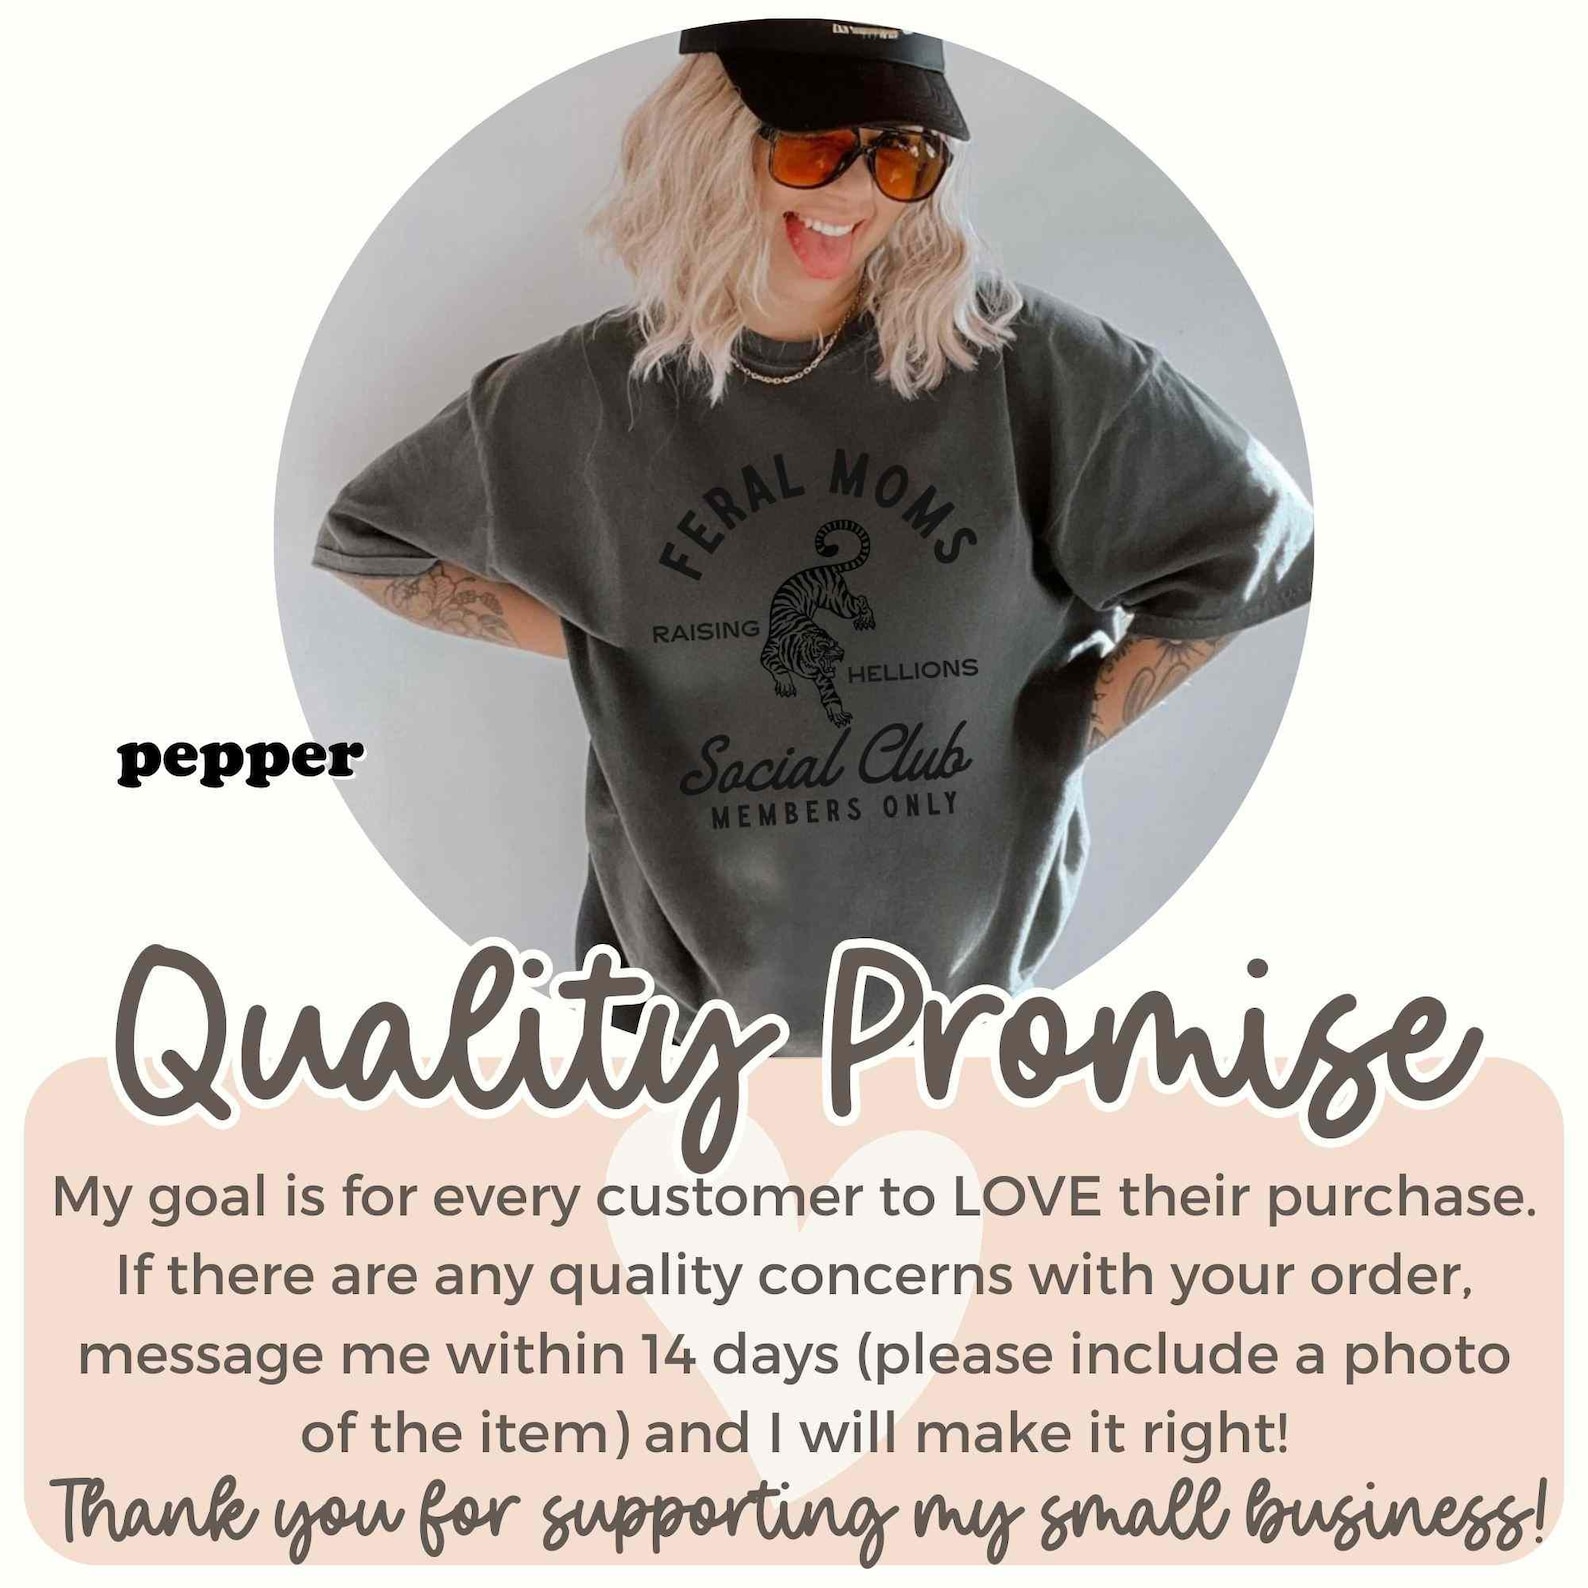 FERAL MOMS
RAISING
HELLIONS
Social Club
MEMBERS ONLY
pepper
Quality Promise
My goal is for every customer to LOVE their purchase.
If there are any quality concerns with your order,
message me within 14 days (please include a photo
of the item) and I will make it right!
Thank you for supporting my small business!